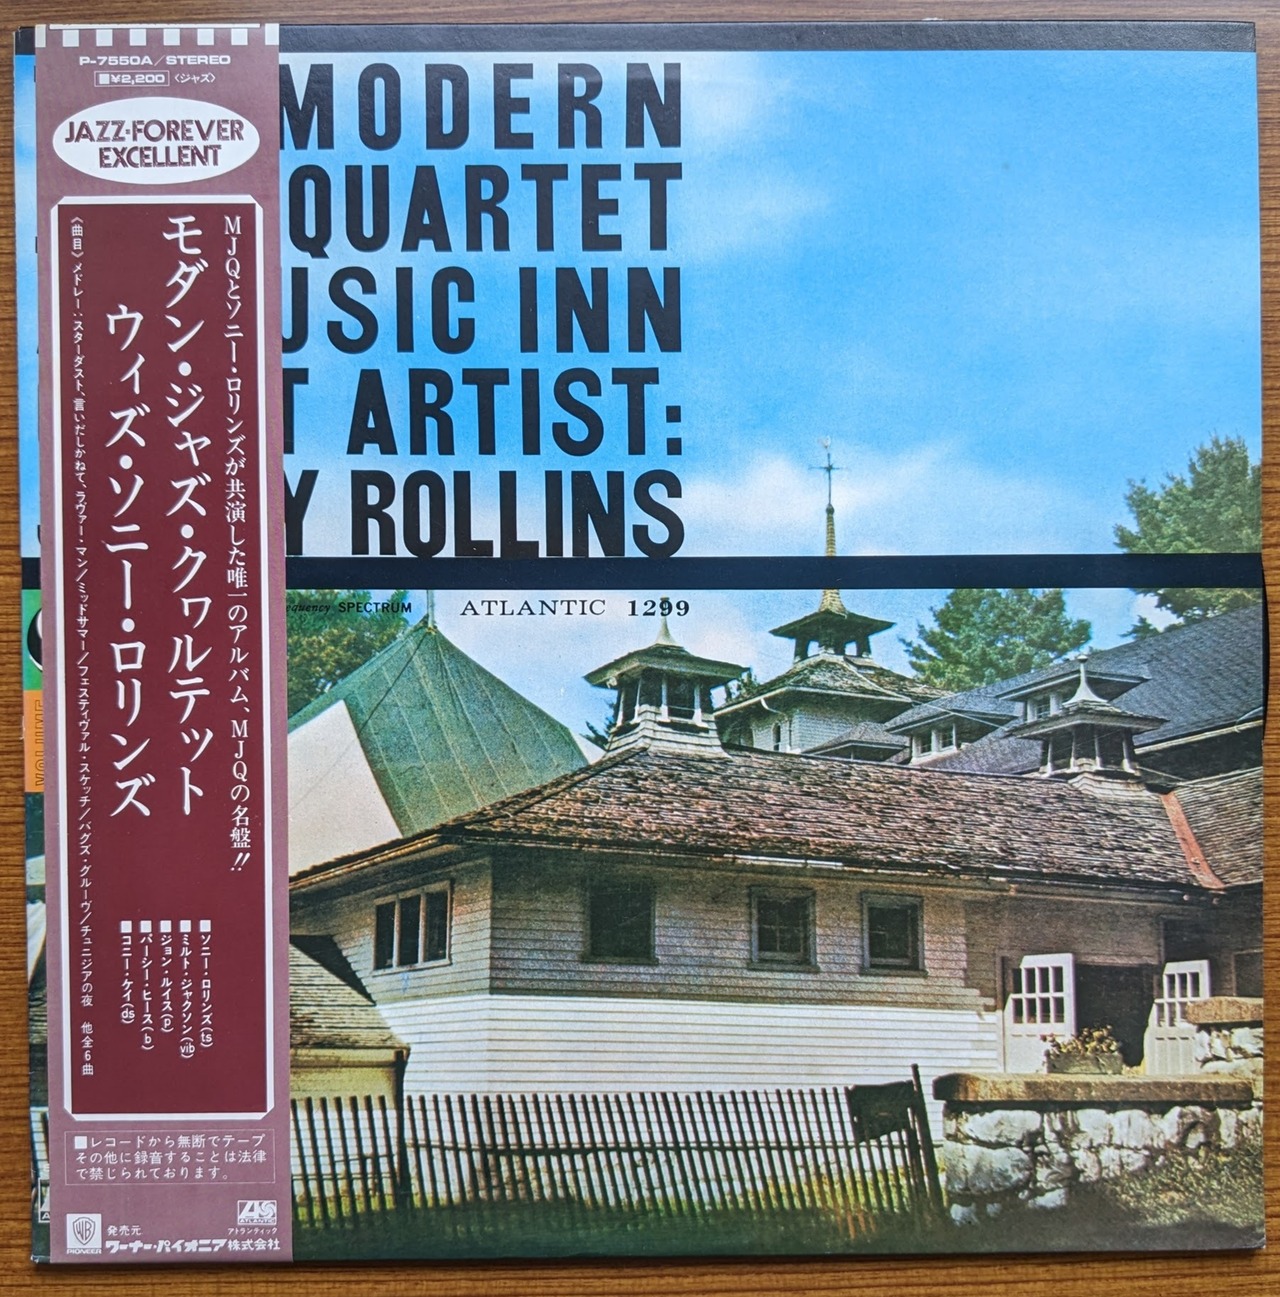 P-7550A/STEREO
¥2,200 〈ジャズ〉
JAZZ-FOREVER
EXCELLENT
MJQとソニー・ロリンズが共演した唯一のアルバム、MJQの名盤!!
モダン・ジャズ・クヮルテット
ウィズ・ソニー・ロリンズ
《曲目》メドレー:スターダスト、言いだしかねて、ラヴァー・マン/ミッドサマー/フェスティヴァル・スケッチ/バグズ・グルーヴ/チュニジアの夜 他全6曲
■ソニー・ロリンズ(ts)
■ミルト・ジャクソン(vib)
■ジョン・ルイス(p)
■パーシー・ヒース(b)
■コニー・ケイ(ds)
■レコードから無断でテープ
その他に録音することは法律
で禁じられております。
WB
PIONEER
発売元
ワーナー・パイオニア株式会社
ATLANTIC
アトランティック
MODERN
QUARTET
USIC INN
T ARTIST:
Y ROLLINS
equency SPECTRUM
ATLANTIC 1299